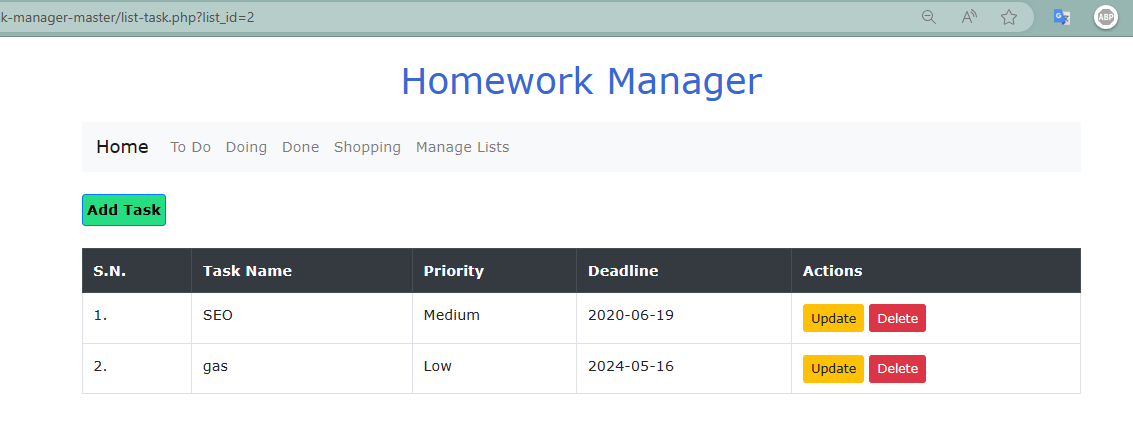 k-manager-master/list-task.php?list_id=2
ABP
Homework Manager
Home To Do Doing Done Shopping Manage Lists
Add Task
S.N. Task Name Priority Deadline Actions
1. SEO Medium 2020-06-19 Update Delete
2. gas Low 2024-05-16 Update Delete